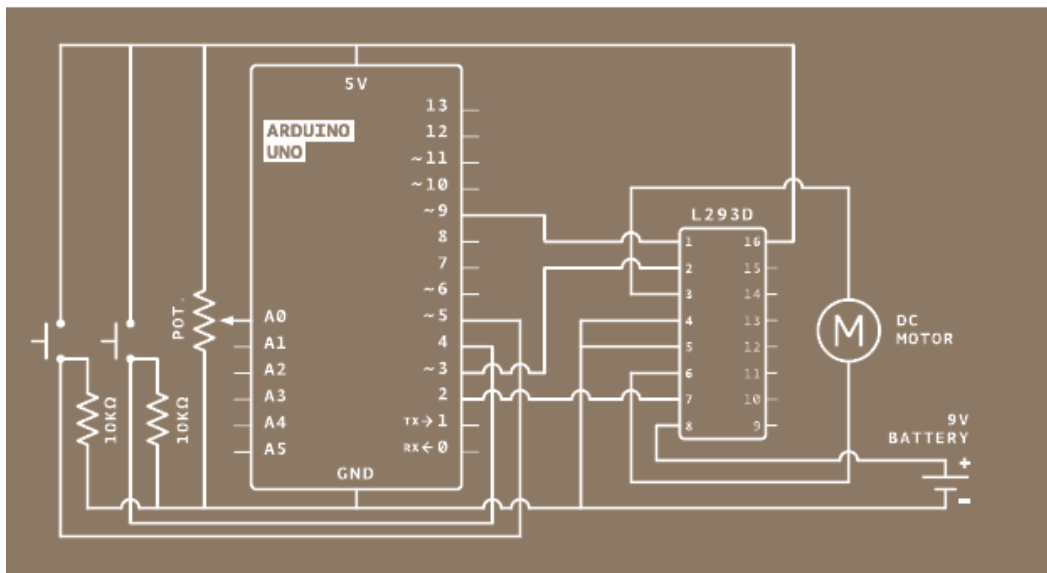 5V
ARDUINO
UNO
13
12
~11
~10
~9
8
7
~6
~5
4
~3
2
TX→1
RX←0
A0
A1
A2
A3
A4
A5
GND
POT.
10KΩ
10KΩ
L293D
1 16
2 15
3 14
4 13
5 12
6 11
7 10
8 9
M
DC
MOTOR
9V
BATTERY
+
-